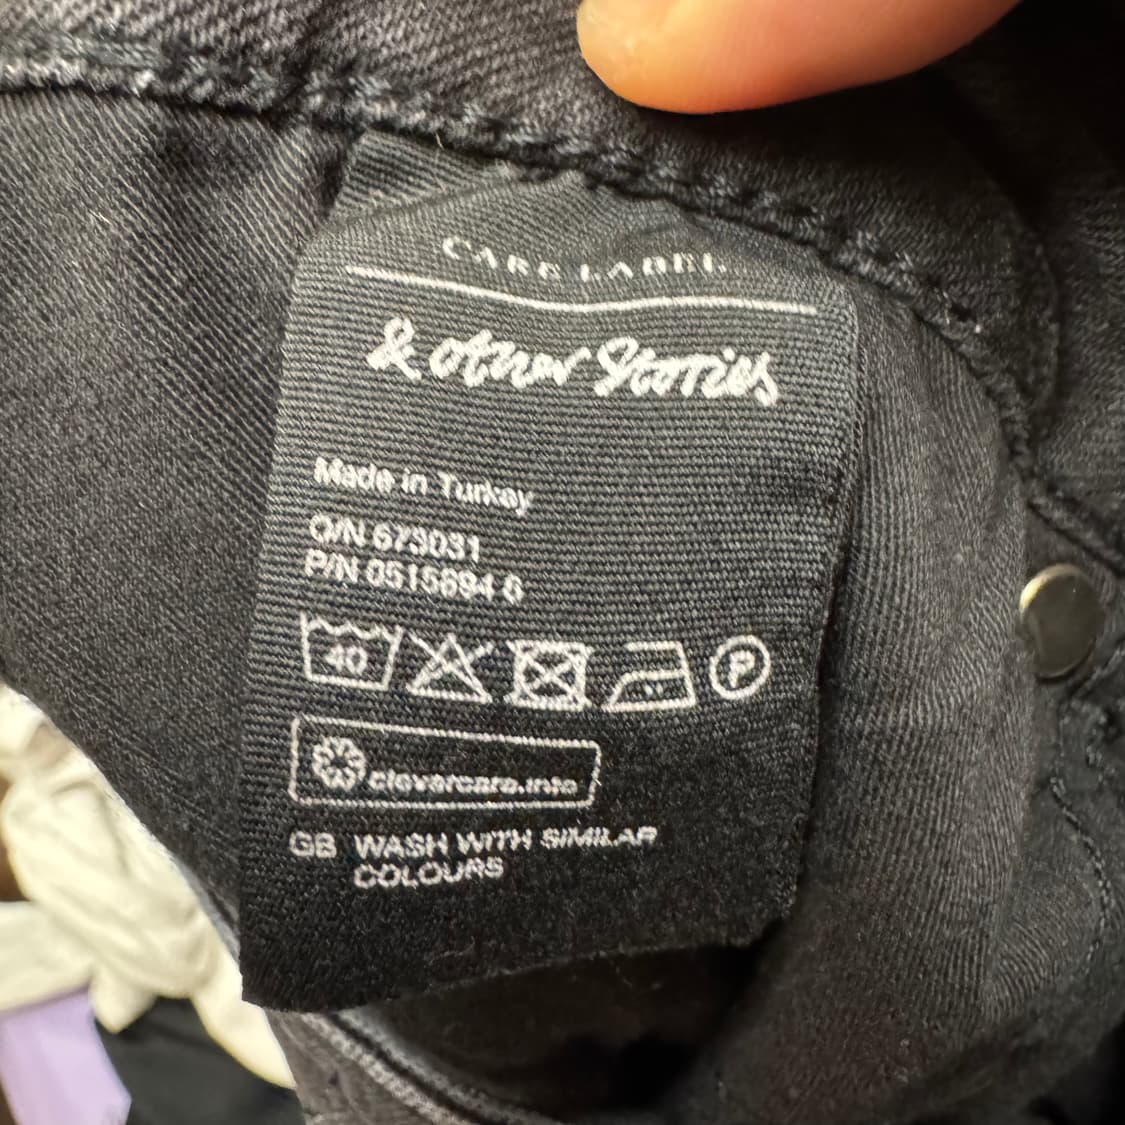 CARE LABEL
& other Stories
Made in Turkey
O/N 673031
P/N 0515694 6
40
P
clevercare.info
GB WASH WITH SIMILAR
COLOURS